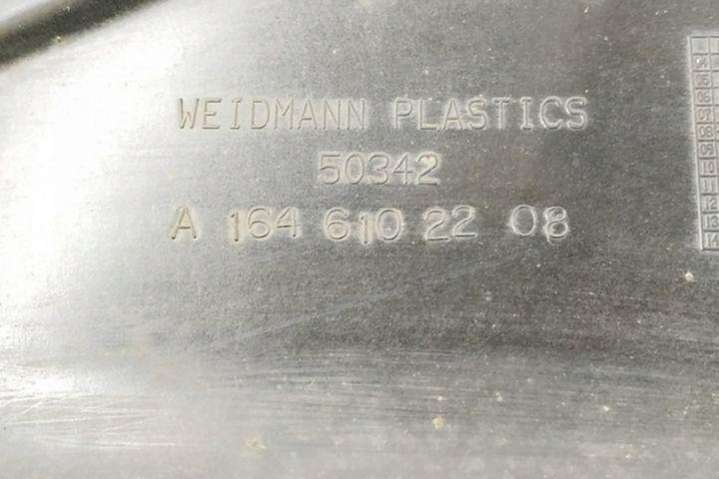 WEIDMANN PLASTICS
50342
A 164 610 22 08